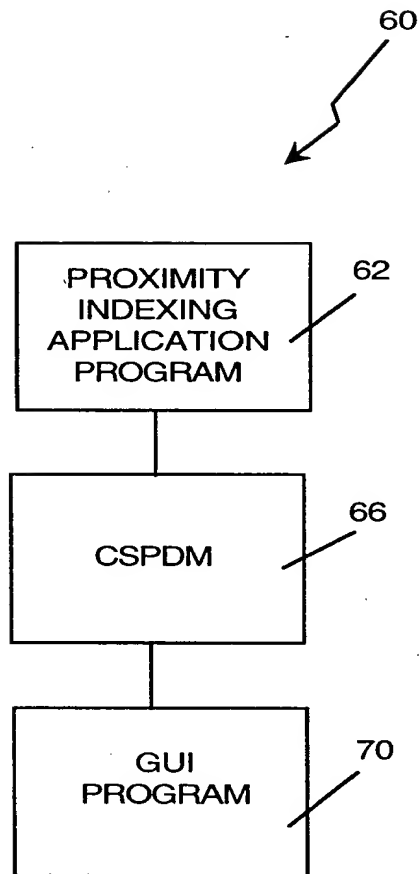 60
PROXIMITY
INDEXING
APPLICATION
PROGRAM
62
CSPDM
66
GUI
PROGRAM
70